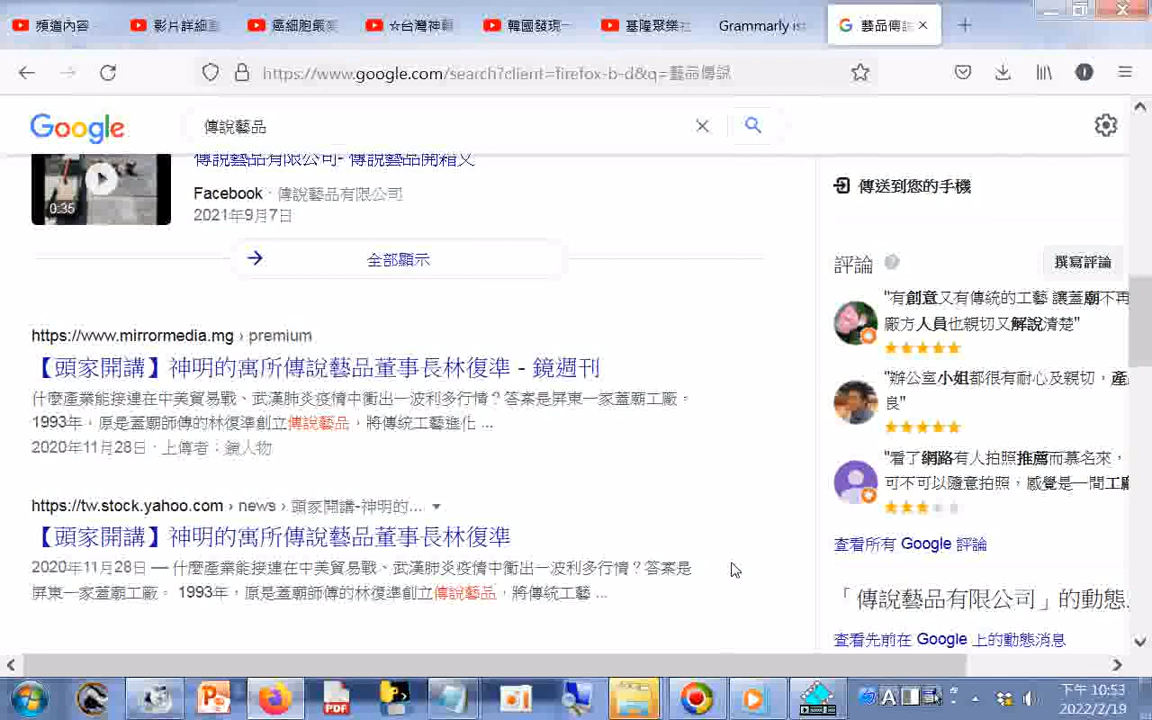 頻道內容
影片詳細
癌細胞嚴
☆台灣神
韓國發現一
基隆聚樂社
Grammarly is
藝品傳說
https://www.google.com/search?client=firefox-b-d&q=藝品傳說
Google
傳說藝品
傳說藝品有限公司- 傳說藝品開箱文
0:35
Facebook · 傳說藝品有限公司
2021年9月7日
全部顯示
https://www.mirrormedia.mg › premium
【頭家開講】神明的寓所傳說藝品董事長林復準 - 鏡週刊
什麼產業能接連在中美貿易戰、武漢肺炎疫情中衝出一波利多行情？答案是屏東一家蓋廟工廠。
1993年，原是蓋廟師傅的林復準創立傳說藝品，將傳統工藝進化 ...
2020年11月28日 · 上傳者：鏡人物
https://tw.stock.yahoo.com › news › 頭家開講-神明的...
【頭家開講】神明的寓所傳說藝品董事長林復準
2020年11月28日 — 什麼產業能接連在中美貿易戰、武漢肺炎疫情中衝出一波利多行情？答案是
屏東一家蓋廟工廠。 1993年，原是蓋廟師傅的林復準創立傳說藝品，將傳統工藝 ...
傳送到您的手機
評論
撰寫評論
"有創意又有傳統的工藝 讓蓋廟不再
廠方人員也親切又解說清楚"
"辦公室小姐都很有耐心及親切，產
良"
"看了網路有人拍照推薦而慕名來，
可不可以隨意拍照，感覺是一間工廠
查看所有 Google 評論
「傳說藝品有限公司」的動態
查看先前在 Google 上的動態消息
PDF
A
下午 10:53
2022/2/19